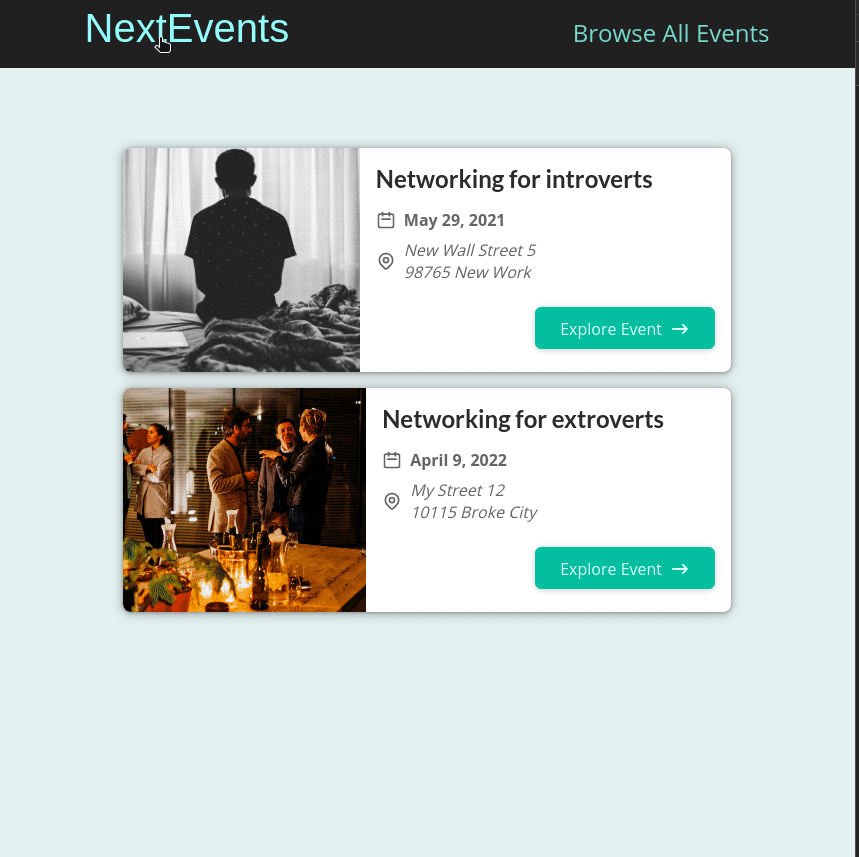 NextEvents
Browse All Events
Networking for introverts
May 29, 2021
New Wall Street 5
98765 New Work
Explore Event
Networking for extroverts
April 9, 2022
My Street 12
10115 Broke City
Explore Event